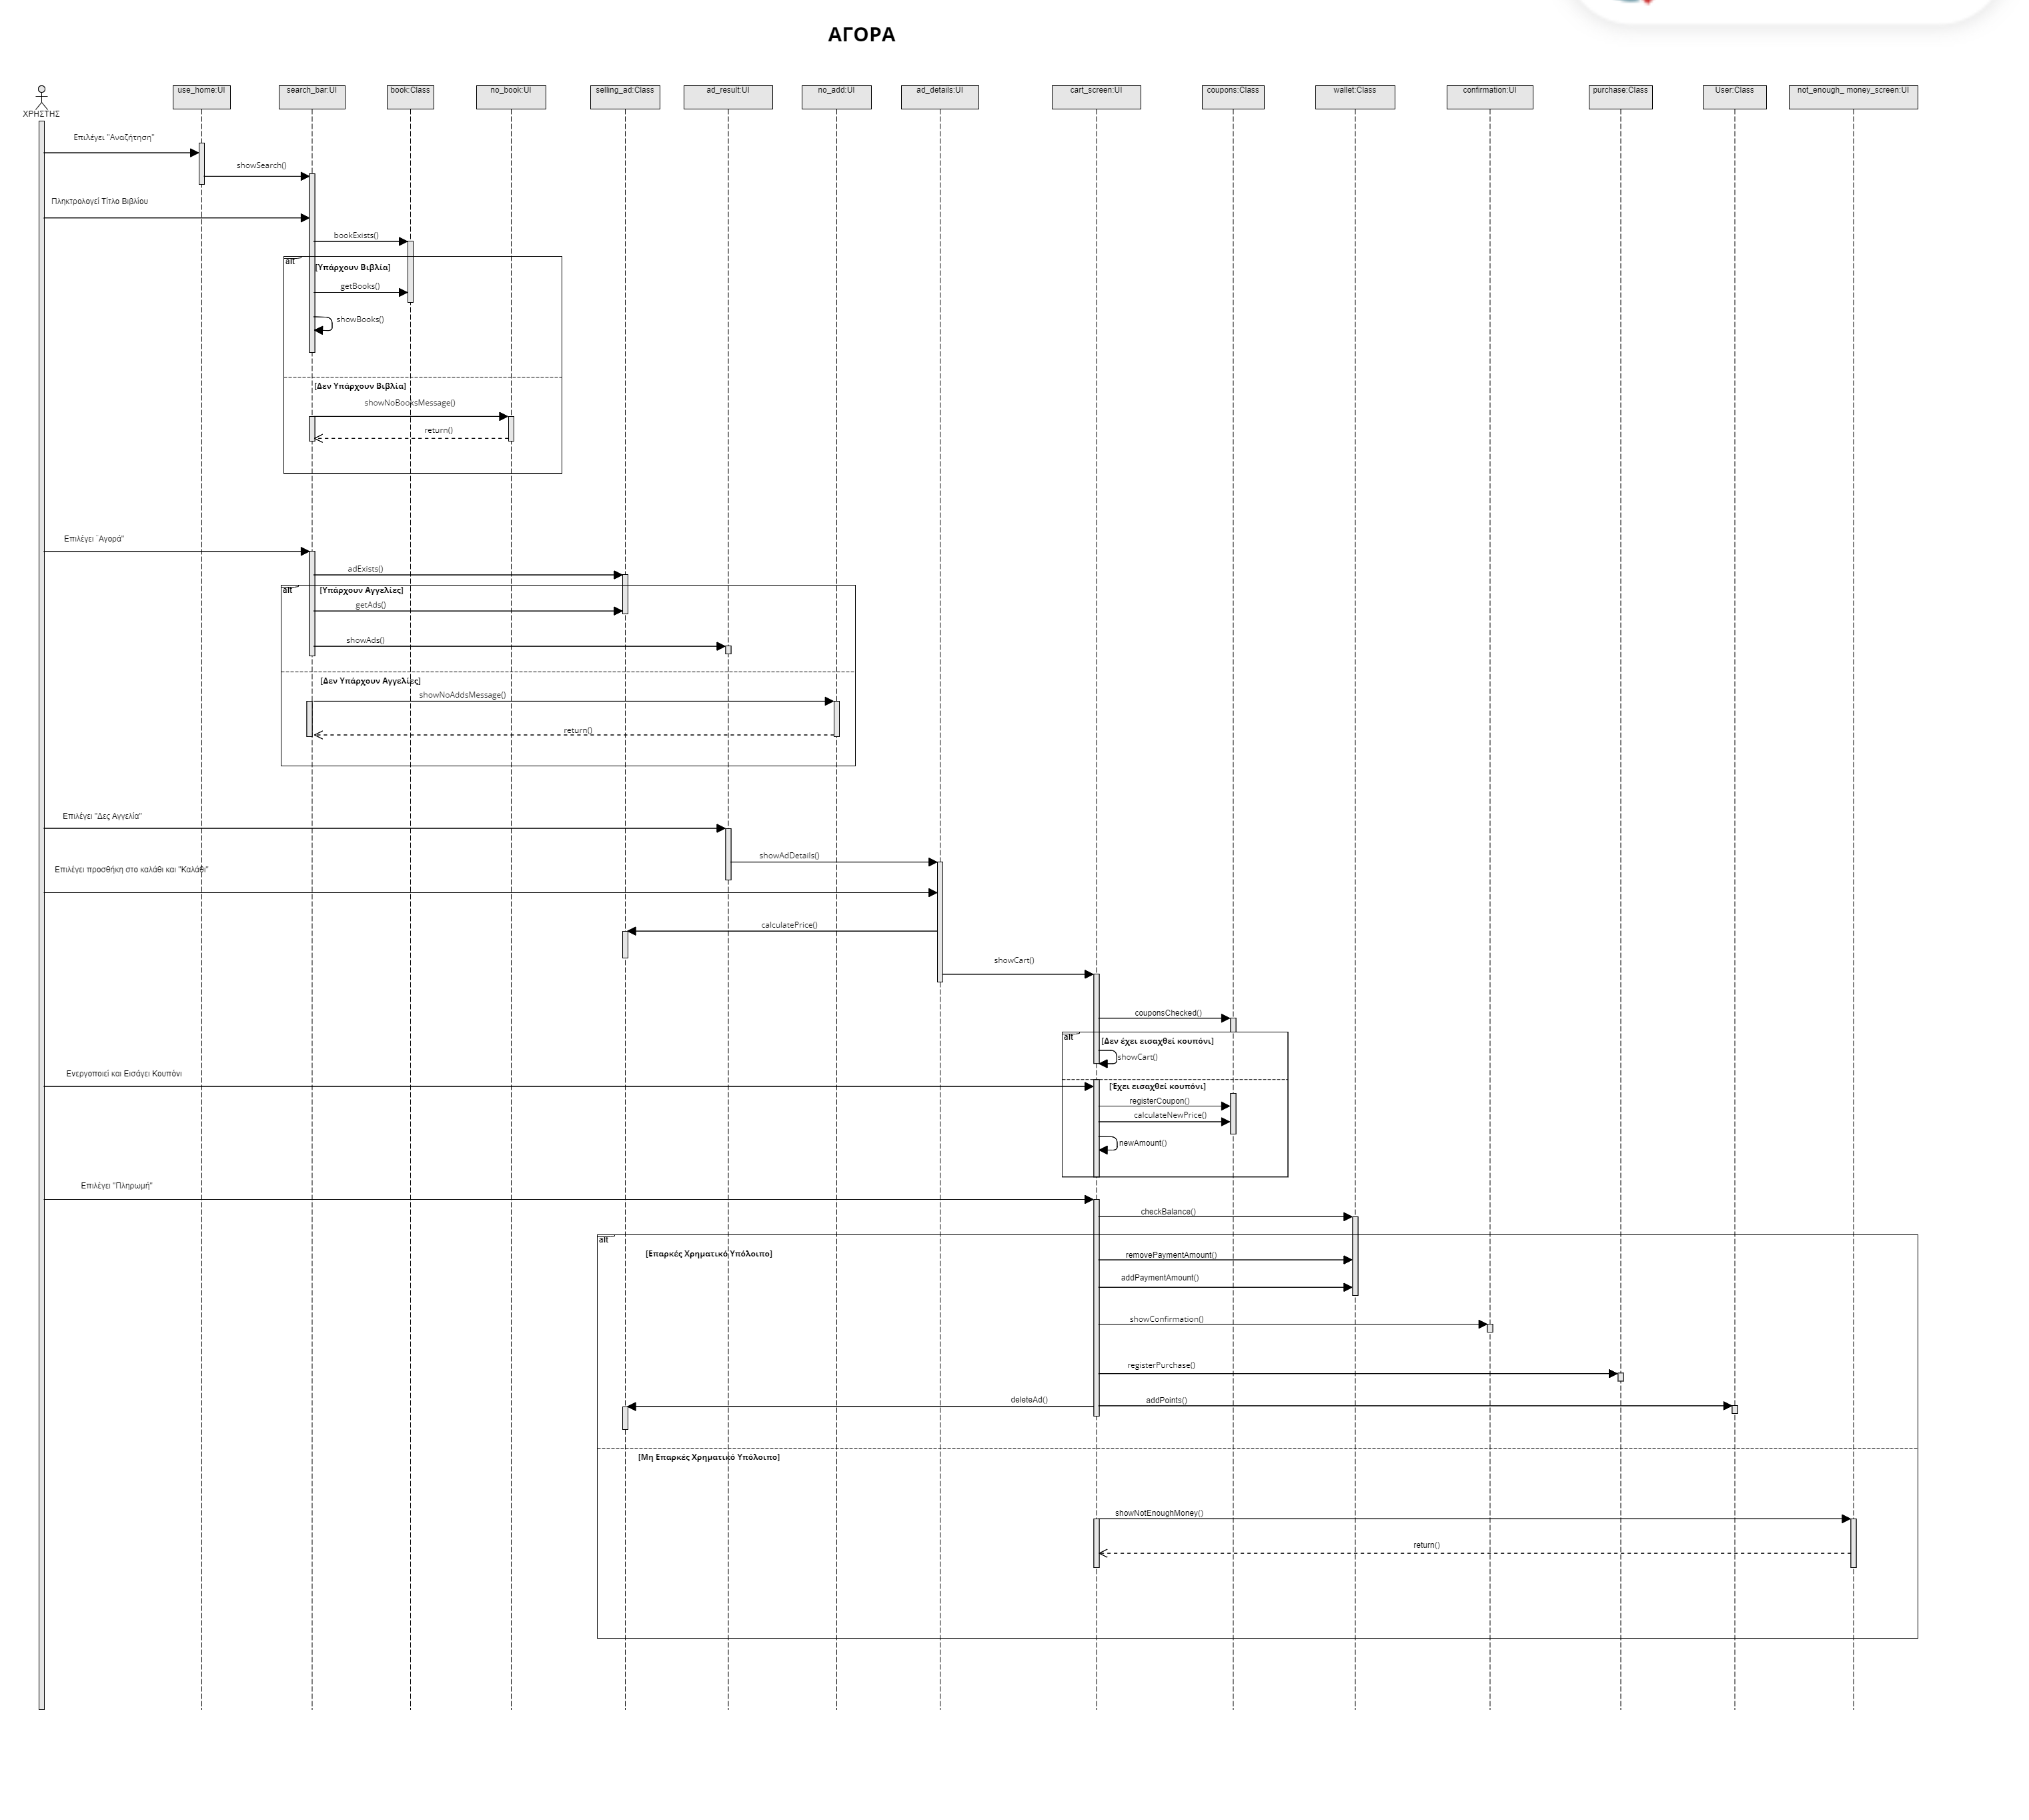 ΑΓΟΡΑ
ΧΡΗΣΤΗΣ
use_home:UI
search_bar:UI
book:Class
no_book:UI
selling_ad:Class
ad_result:UI
no_add:UI
ad_details:UI
cart_screen:UI
coupons:Class
wallet:Class
confirmation:UI
purchase:Class
User:Class
not_enough_ money_screen:UI
Επιλέγει "Αναζήτηση"
showSearch()
Πληκτρολογεί Τίτλο Βιβλίου
bookExists()
alt
[Υπάρχουν Βιβλία]
getBooks()
showBooks()
[Δεν Υπάρχουν Βιβλία]
showNoBooksMessage()
return()
Επιλέγει ¨Αγορά"
adExists()
alt
[Υπάρχουν Αγγελίες]
getAds()
showAds()
[Δεν Υπάρχουν Αγγελίες]
showNoAddsMessage()
return()
Επιλέγει "Δες Αγγελία"
showAdDetails()
Επιλέγει προσθήκη στο καλάθι και "Καλάθι"
calculatePrice()
showCart()
couponsChecked()
alt
[Δεν έχει εισαχθεί κουπόνι]
showCart()
Ενεργοποιεί και Εισάγει Κουπόνι
[Έχει εισαχθεί κουπόνι]
registerCoupon()
calculateNewPrice()
newAmount()
Επιλέγει "Πληρωμή"
checkBalance()
alt
[Επαρκές Χρηματικό Υπόλοιπο]
removePaymentAmount()
addPaymentAmount()
showConfirmation()
registerPurchase()
deleteAd()
addPoints()
[Μη Επαρκές Χρηματικό Υπόλοιπο]
showNotEnoughMoney()
return()